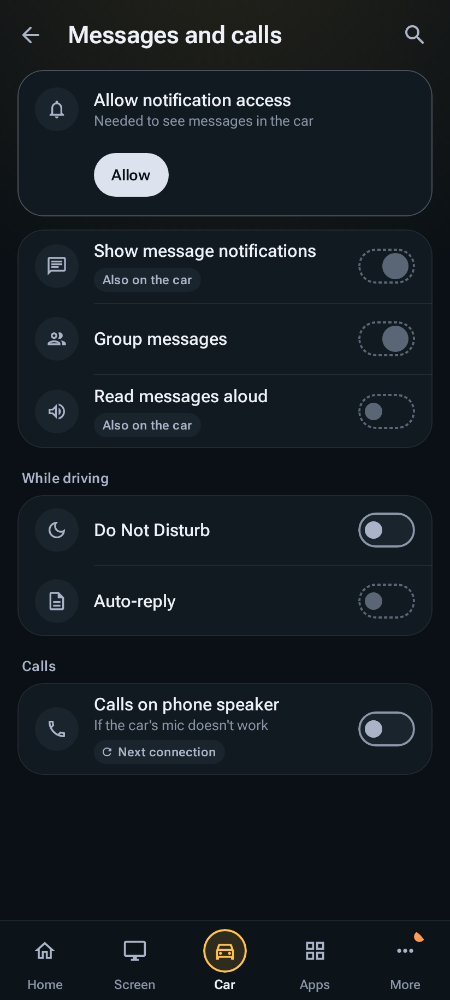 Messages and calls
Allow notification access
Needed to see messages in the car
Allow
Show message notifications
Also on the car
Group messages
Read messages aloud
Also on the car
While driving
Do Not Disturb
Auto-reply
Calls
Calls on phone speaker
If the car's mic doesn't work
Next connection
Home
Screen
Car
Apps
More